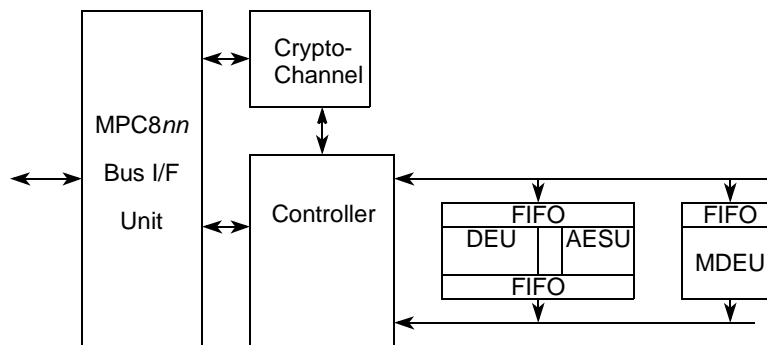 Crypto-
Channel
MPC8nn
Bus I/F
Unit
Controller
FIFO
DEU
AESU
FIFO
FIFO
MDEU